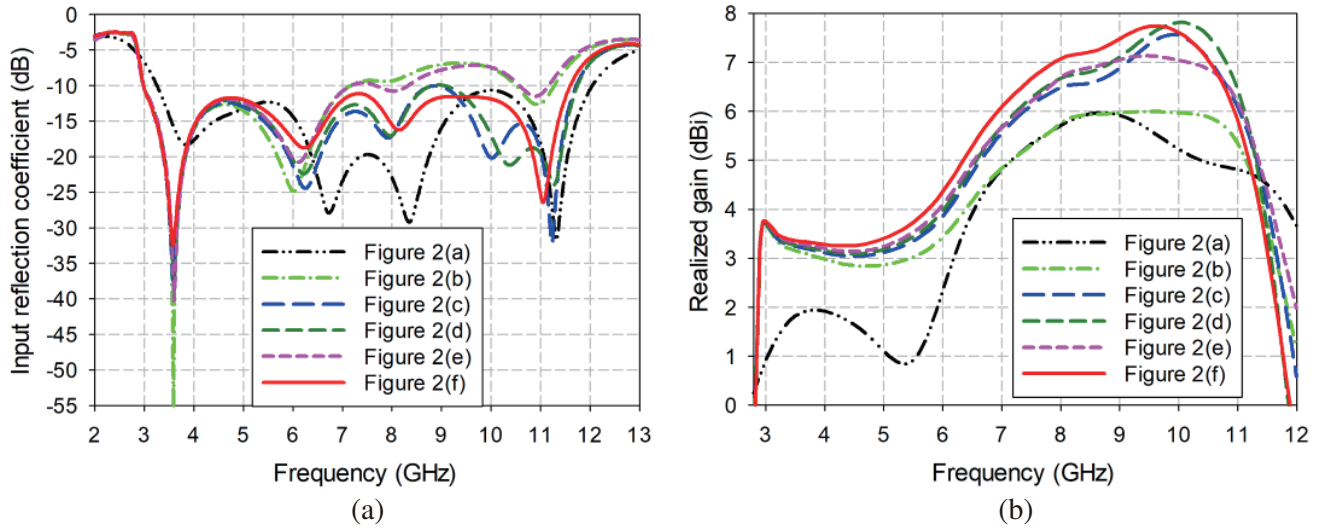 Input reflection coefficient (dB)
0
-5
-10
-15
-20
-25
-30
-35
-40
-45
-50
-55
Figure 2(a)
Figure 2(b)
Figure 2(c)
Figure 2(d)
Figure 2(e)
Figure 2(f)
2 3 4 5 6 7 8 9 10 11 12 13
Frequency (GHz)
(a)
Realized gain (dBi)
8
7
6
5
4
3
2
1
0
Figure 2(a)
Figure 2(b)
Figure 2(c)
Figure 2(d)
Figure 2(e)
Figure 2(f)
3 4 5 6 7 8 9 10 11 12
Frequency (GHz)
(b)